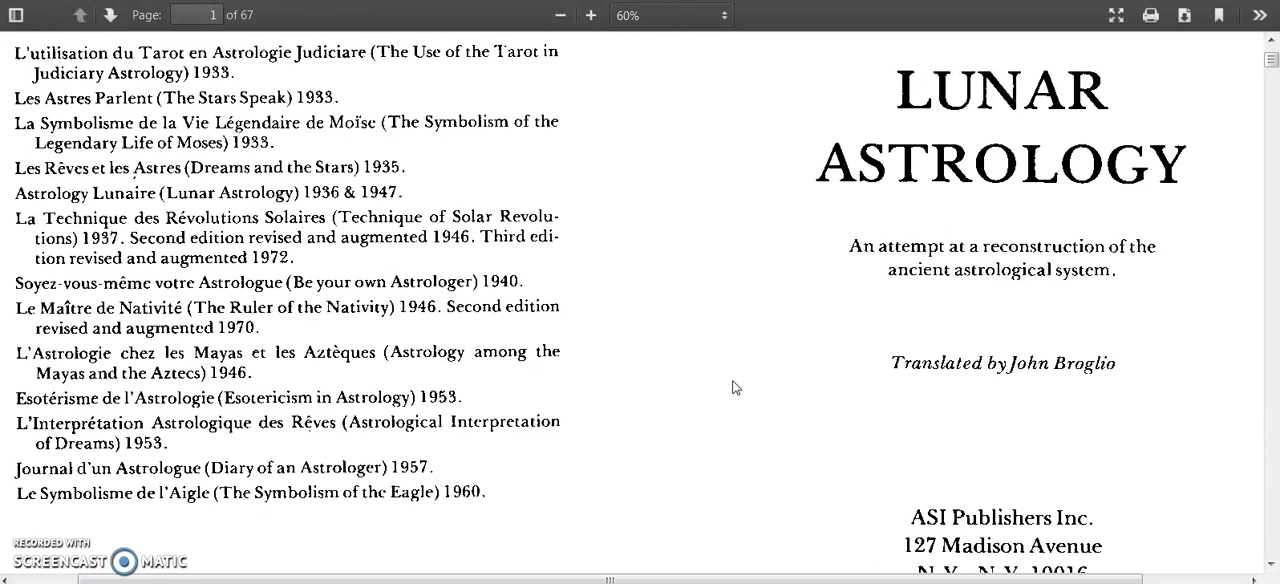 Page: 1 of 67
60%
L'utilisation du Tarot en Astrologie Judiciare (The Use of the Tarot in
Judiciary Astrology) 1933.
Les Astres Parlent (The Stars Speak) 1933.
La Symbolisme de la Vie Légendaire de Moïse (The Symbolism of the
Legendary Life of Moses) 1933.
Les Rêves et les Astres (Dreams and the Stars) 1935.
Astrology Lunaire (Lunar Astrology) 1936 & 1947.
La Technique des Révolutions Solaires (Technique of Solar Revolu-
tions) 1937. Second edition revised and augmented 1946. Third edi-
tion revised and augmented 1972.
Soyez-vous-même votre Astrologue (Be your own Astrologer) 1940.
Le Maître de Nativité (The Ruler of the Nativity) 1946. Second edition
revised and augmented 1970.
L'Astrologie chez les Mayas et les Aztèques (Astrology among the
Mayas and the Aztecs) 1946.
Esotérisme de l'Astrologie (Esotericism in Astrology) 1953.
L'Interprétation Astrologique des Rêves (Astrological Interpretation
of Dreams) 1953.
Journal d'un Astrologue (Diary of an Astrologer) 1957.
Le Symbolisme de l'Aigle (The Symbolism of the Eagle) 1960.
LUNAR
ASTROLOGY
An attempt at a reconstruction of the
ancient astrological system.
Translated by John Broglio
ASI Publishers Inc.
127 Madison Avenue
N.Y., N.Y. 10016
RECORDED WITH
SCREENCAST MATIC